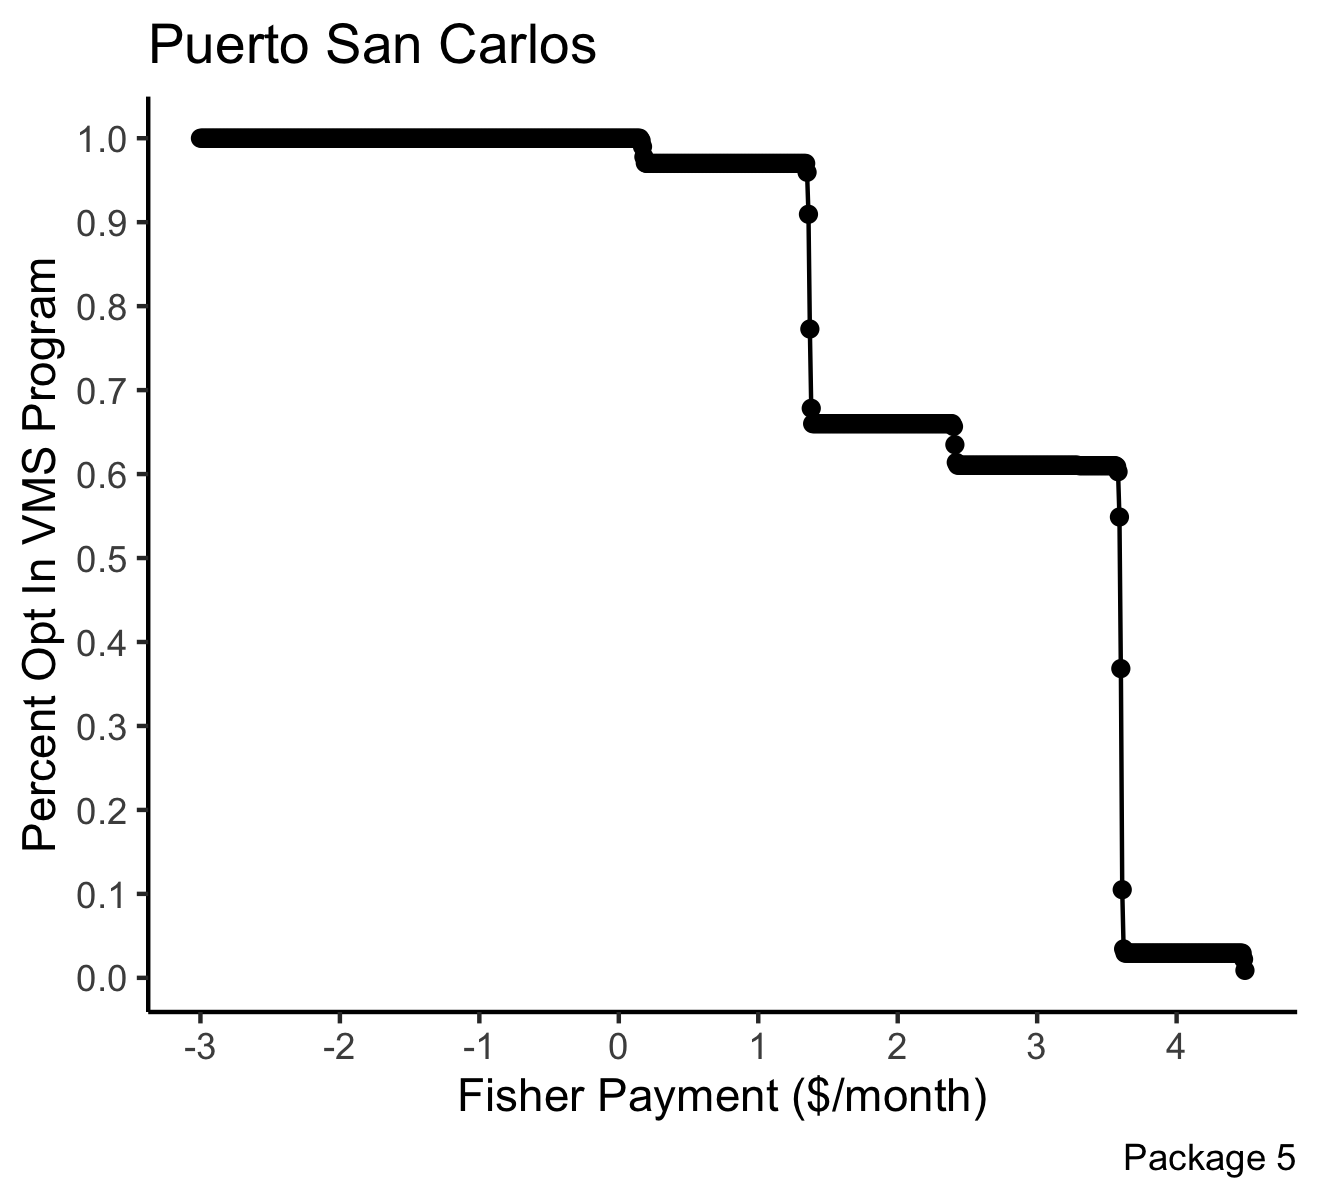 Puerto San Carlos
Percent Opt In VMS Program
1.0
0.9
0.8
0.7
0.6
0.5
0.4
0.3
0.2
0.1
0.0
-3 -2 -1 0 1 2 3 4
Fisher Payment ($/month)
Package 5